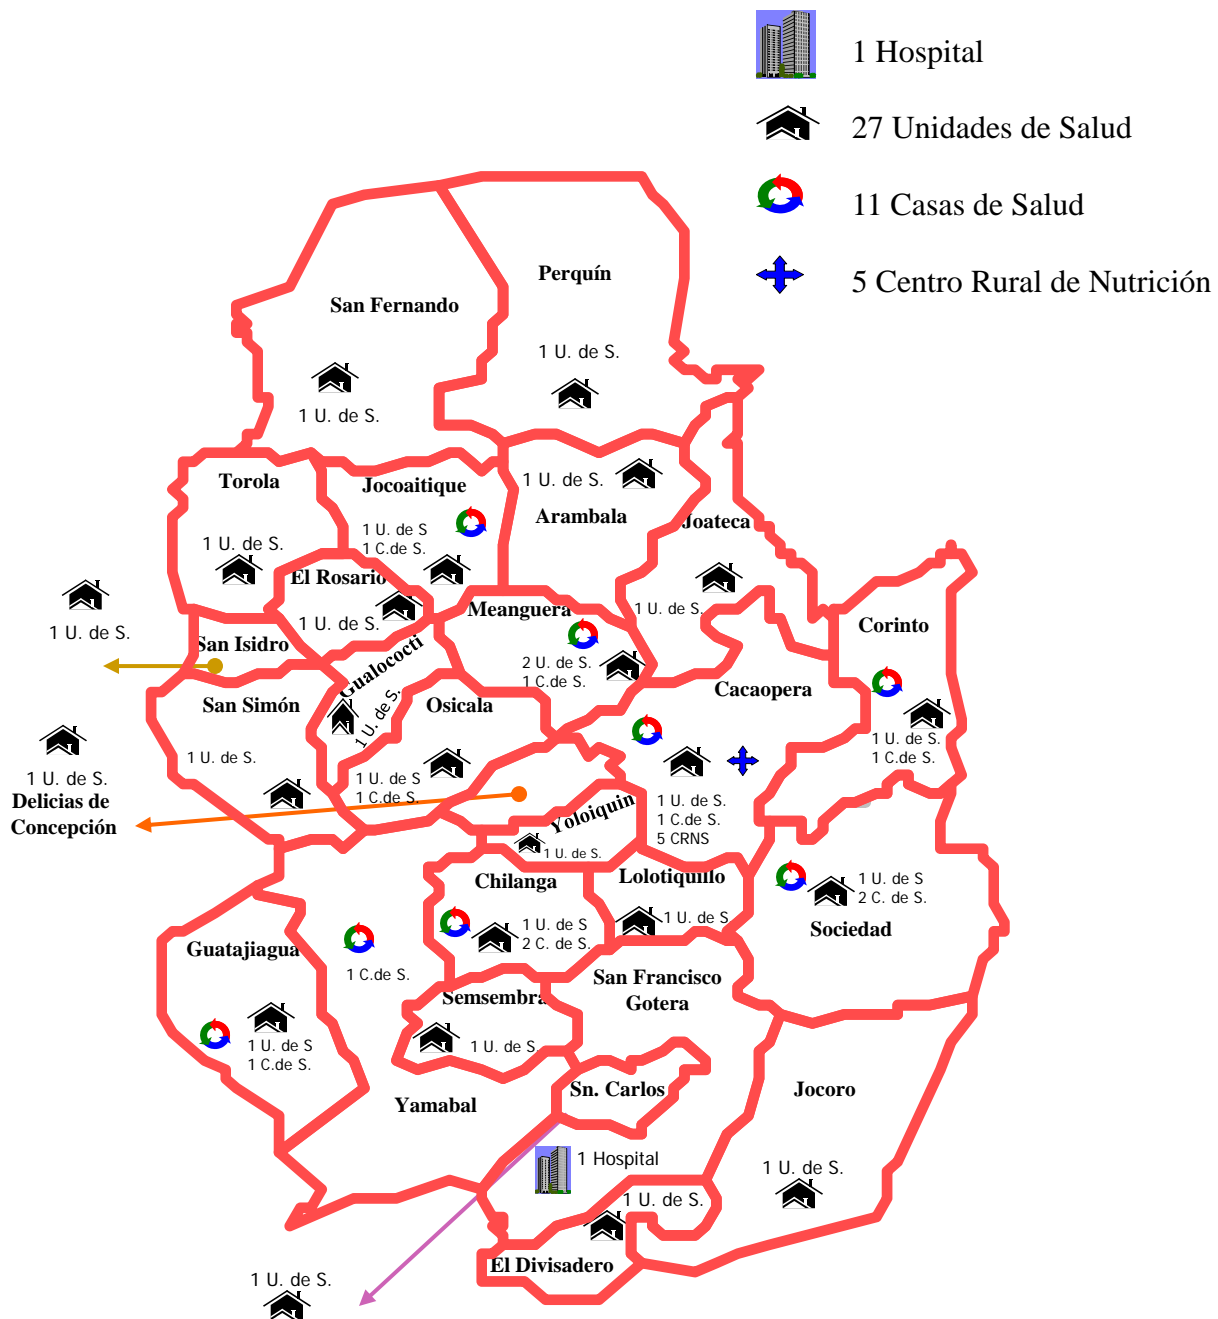 1 Hospital
27 Unidades de Salud
11 Casas de Salud
5 Centro Rural de Nutrición
Perquín
San Fernando
1 U. de S.
1 U. de S.
Torola
Jocoaitique
1 U. de S.
Arambala
Joateca
1 U. de S
1 C.de S.
1 U. de S.
El Rosario
Meanguera
1 U. de S.
1 U. de S.
1 U. de S.
Corinto
San Isidro
Gualococti
2 U. de S.
1 C.de S.
Cacaopera
San Simón
Osicala
1 U. de S.
1 U. de S.
1 U. de S.
1 C.de S.
1 U. de S.
Delicias de
Concepción
1 U. de S
1 C.de S.
1 U. de S.
1 C.de S.
5 CRNS
Yoloiquin
1 U. de S.
Chilanga
Lolotiquillo
1 U. de S
2 C. de S.
Sociedad
1 U. de S
2 C. de S.
1 U. de S.
Guatajiagua
1 C.de S.
San Francisco
Gotera
Semsembra
1 U. de S
1 C.de S.
1 U. de S.
Sn. Carlos
Jocoro
Yamabal
1 Hospital
1 U. de S.
1 U. de S.
El Divisadero
1 U. de S.